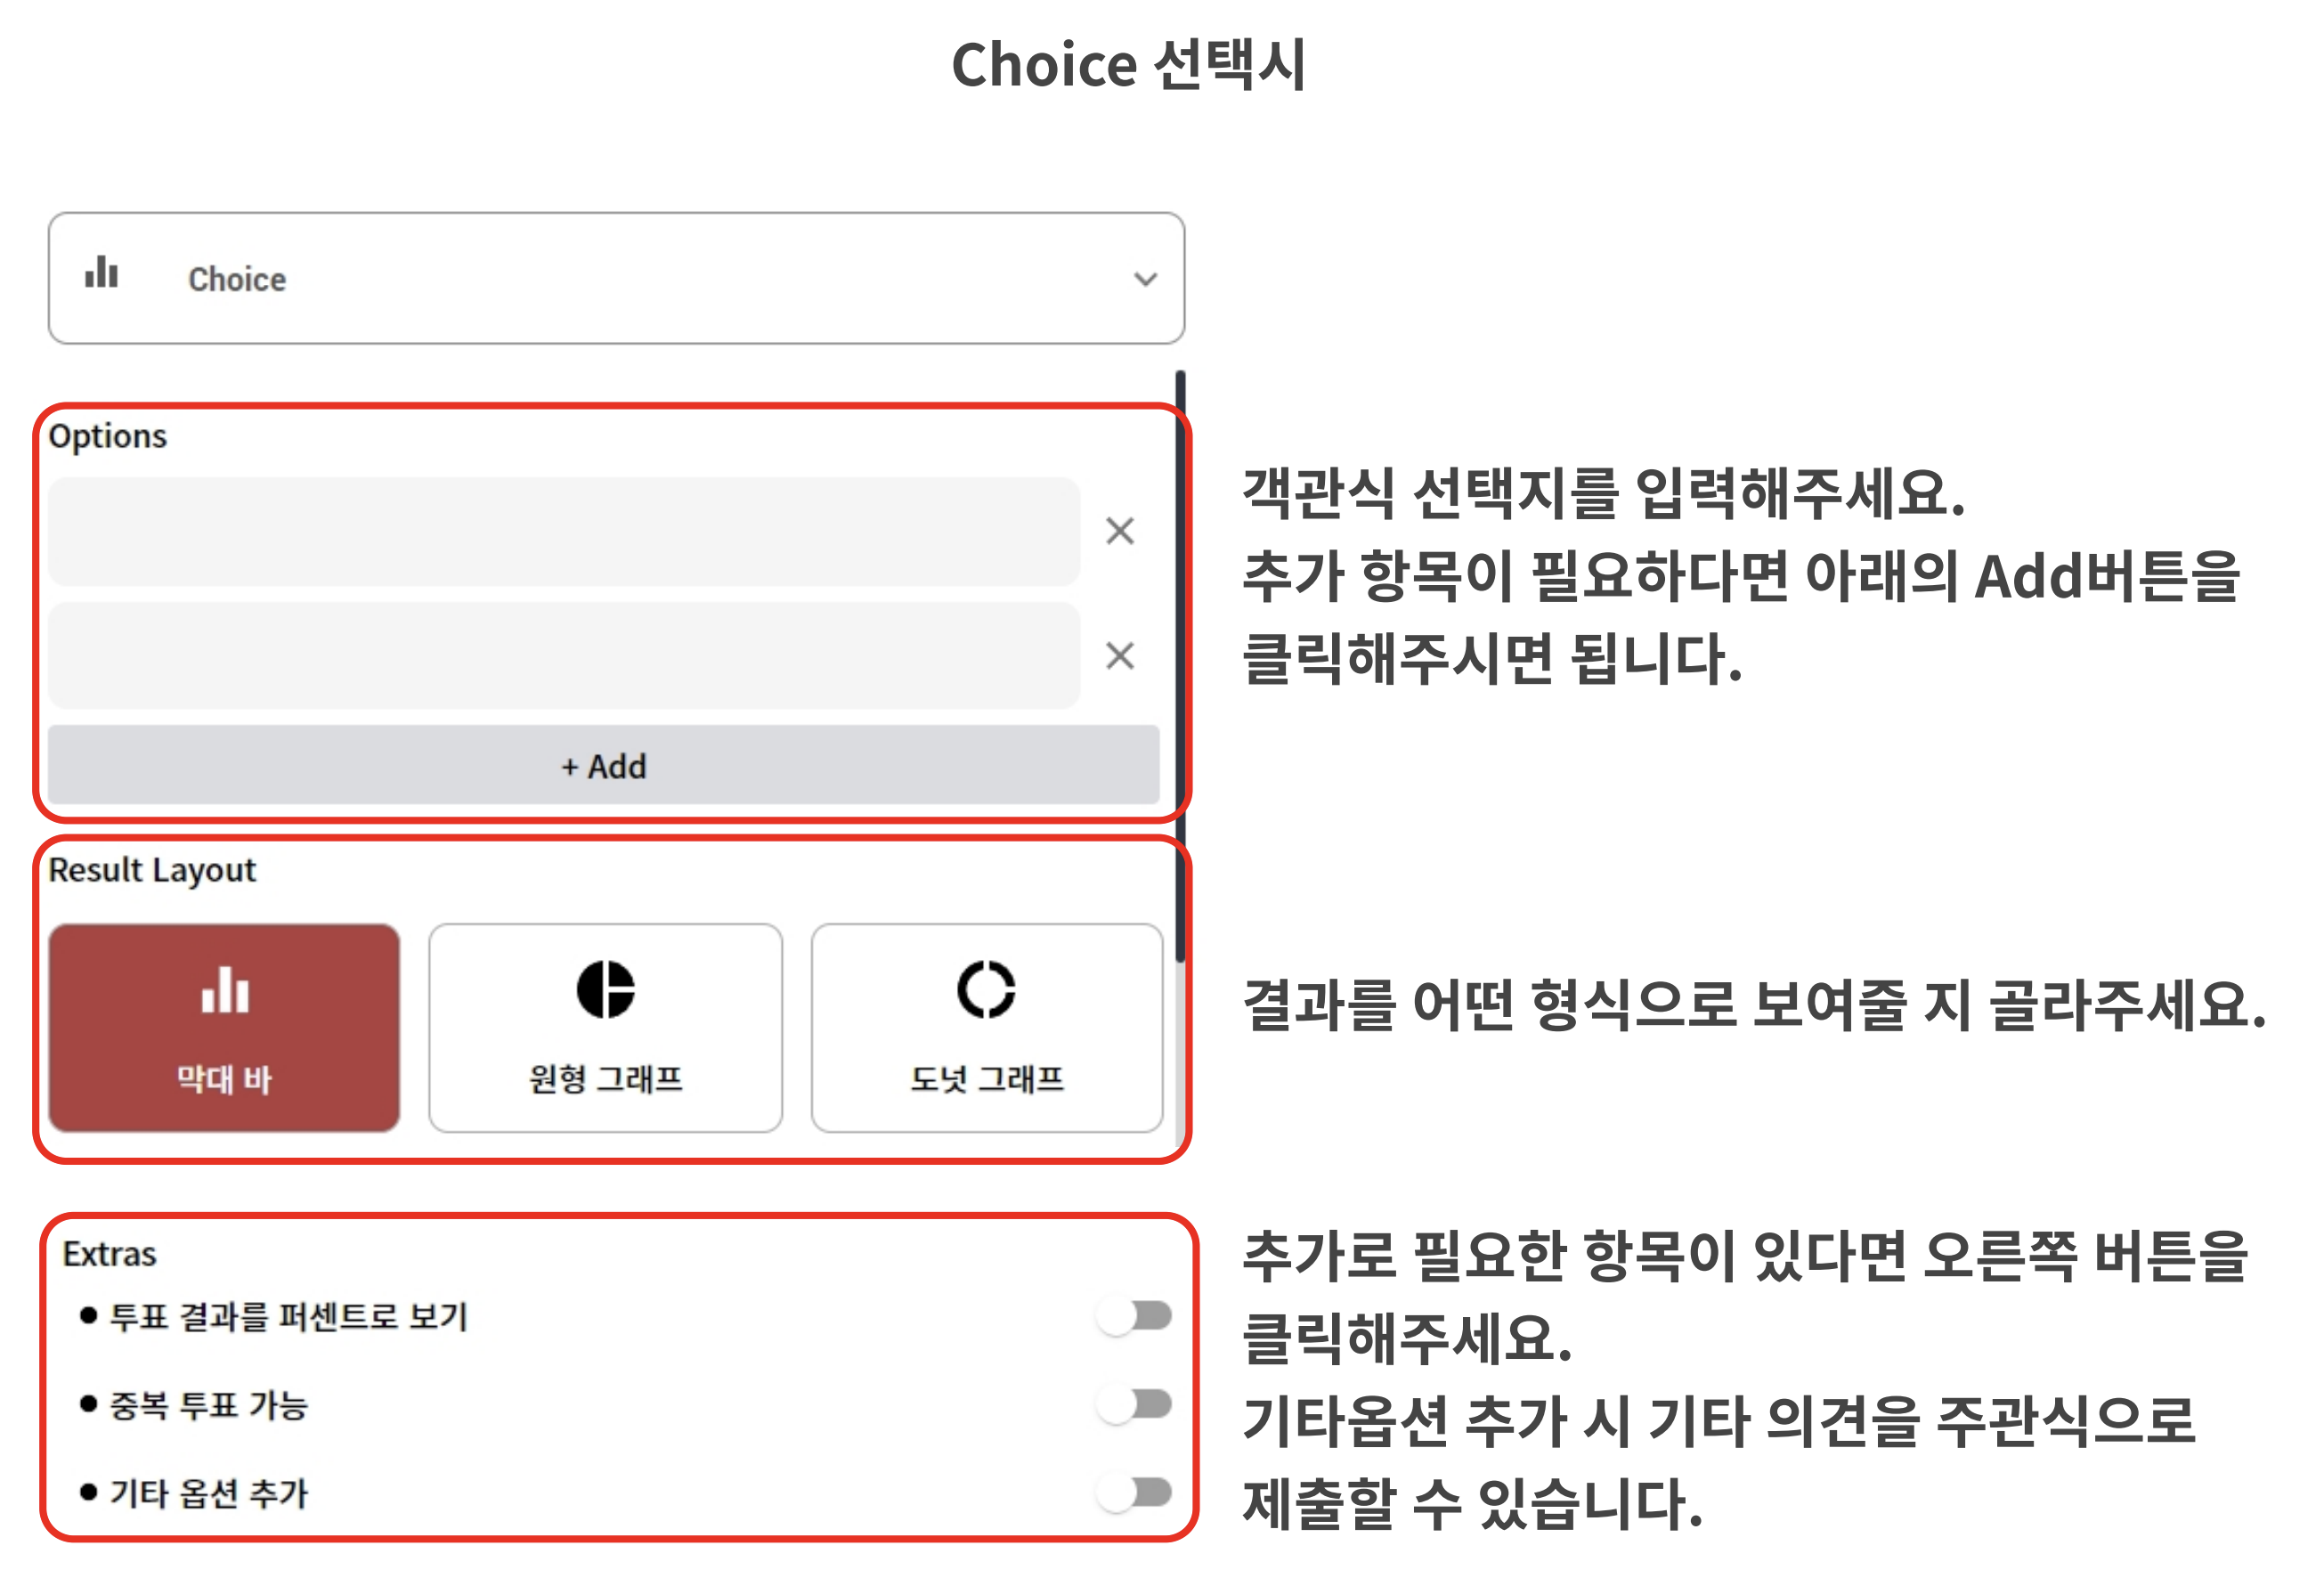 Choice 선택시
Choice
Options
객관식 선택지를 입력해주세요.
추가 항목이 필요하다면 아래의 Add버튼을
클릭해주시면 됩니다.
+ Add
Result Layout
막대 바
원형 그래프
도넛 그래프
결과를 어떤 형식으로 보여줄 지 골라주세요.
Extras
투표 결과를 퍼센트로 보기
중복 투표 가능
기타 옵션 추가
추가로 필요한 항목이 있다면 오른쪽 버튼을
클릭해주세요.
기타옵션 추가 시 기타 의견을 주관식으로
제출할 수 있습니다.